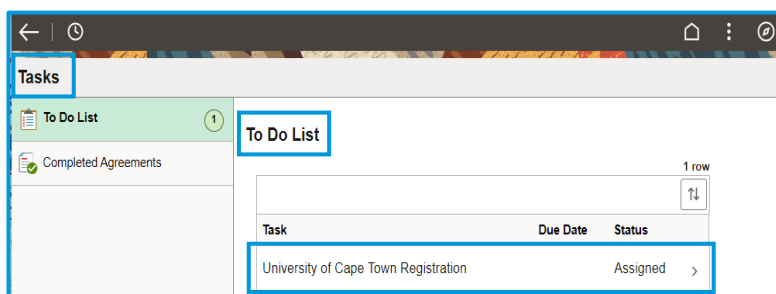 Tasks
To Do List
1
Completed Agreements
To Do List
1 row
Task Due Date Status
University of Cape Town Registration Assigned